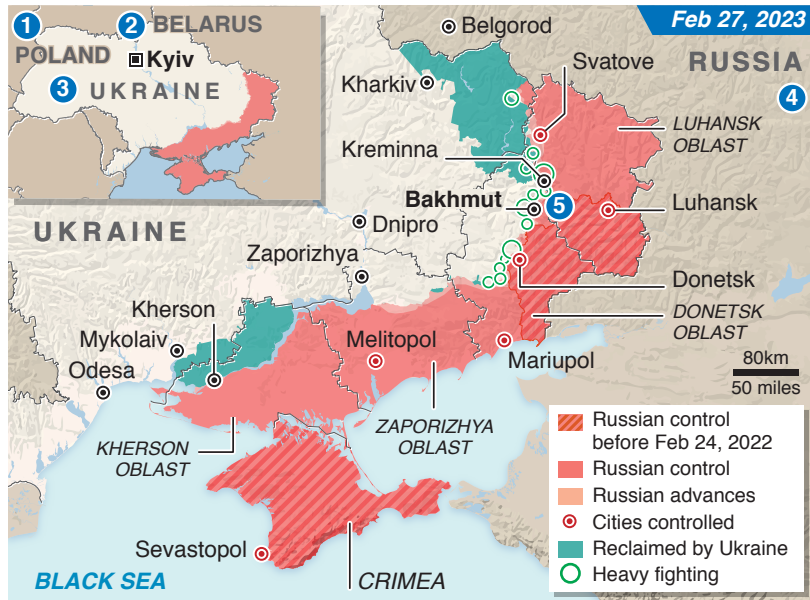 1
2
BELARUS
POLAND
Kyiv
3
UKRAINE
Feb 27, 2023
Belgorod
Svatove
RUSSIA
4
Kharkiv
LUHANSK
OBLAST
Kreminna
Bakhmut
5
Luhansk
UKRAINE
Dnipro
Zaporizhya
Donetsk
Kherson
DONETSK
OBLAST
Mykolaiv
Melitopol
Mariupol
Odesa
80km
50 miles
KHERSON
OBLAST
ZAPORIZHYA
OBLAST
Russian control
before Feb 24, 2022
Russian control
Russian advances
Cities controlled
Reclaimed by Ukraine
Heavy fighting
Sevastopol
BLACK SEA
CRIMEA